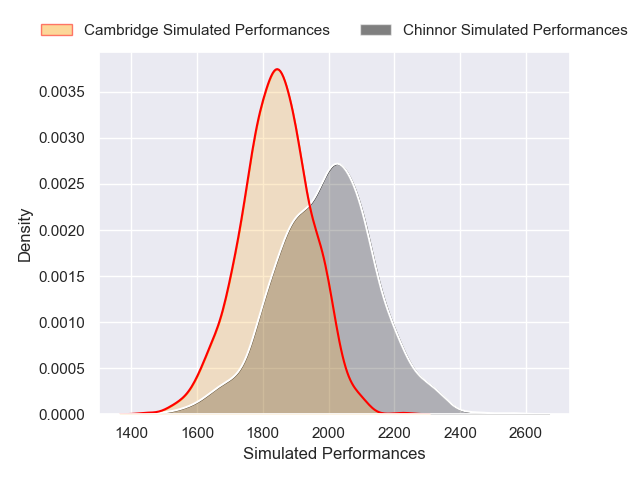 Cambridge Simulated Performances Chinnor Simulated Performances
0.0035
0.0030
0.0025
0.0020
0.0015
0.0010
0.0005
0.0000
Density
1400 1600 1800 2000 2200 2400 2600
Simulated Performances